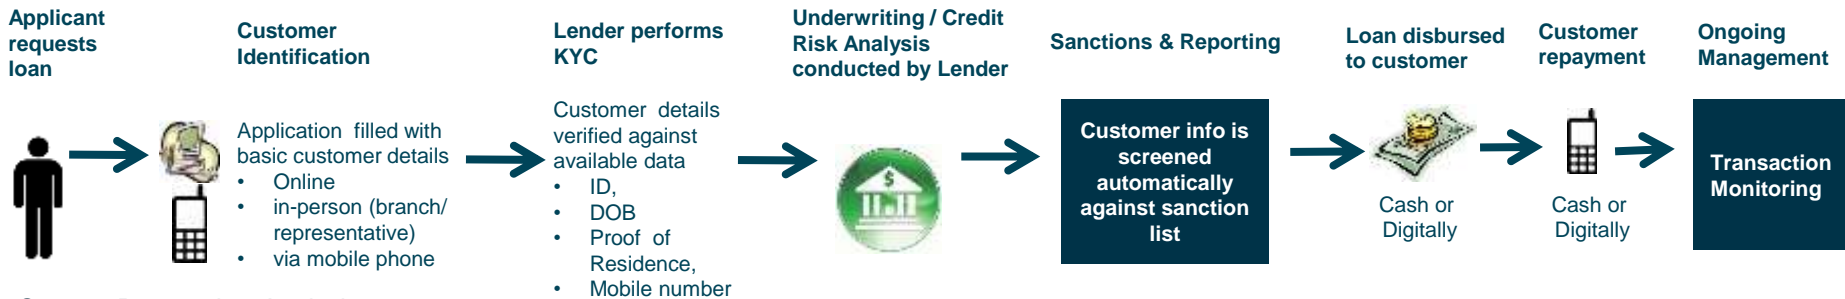 Applicant
requests
loan
Customer
Identification
Application  filled with
basic customer details
• Online
• in-person (branch/
representative)
• via mobile phone
Lender performs
KYC
Customer  details
verified against
available data
• ID,
• DOB
• Proof  of
Residence,
• Mobile number
Underwriting / Credit
Risk Analysis
conducted by Lender
$
Sanctions & Reporting
Customer info is
screened
automatically
against sanction
list
Loan disbursed
to customer
Cash or
Digitally
Customer
repayment
Cash or
Digitally
Ongoing
Management
Transaction
Monitoring